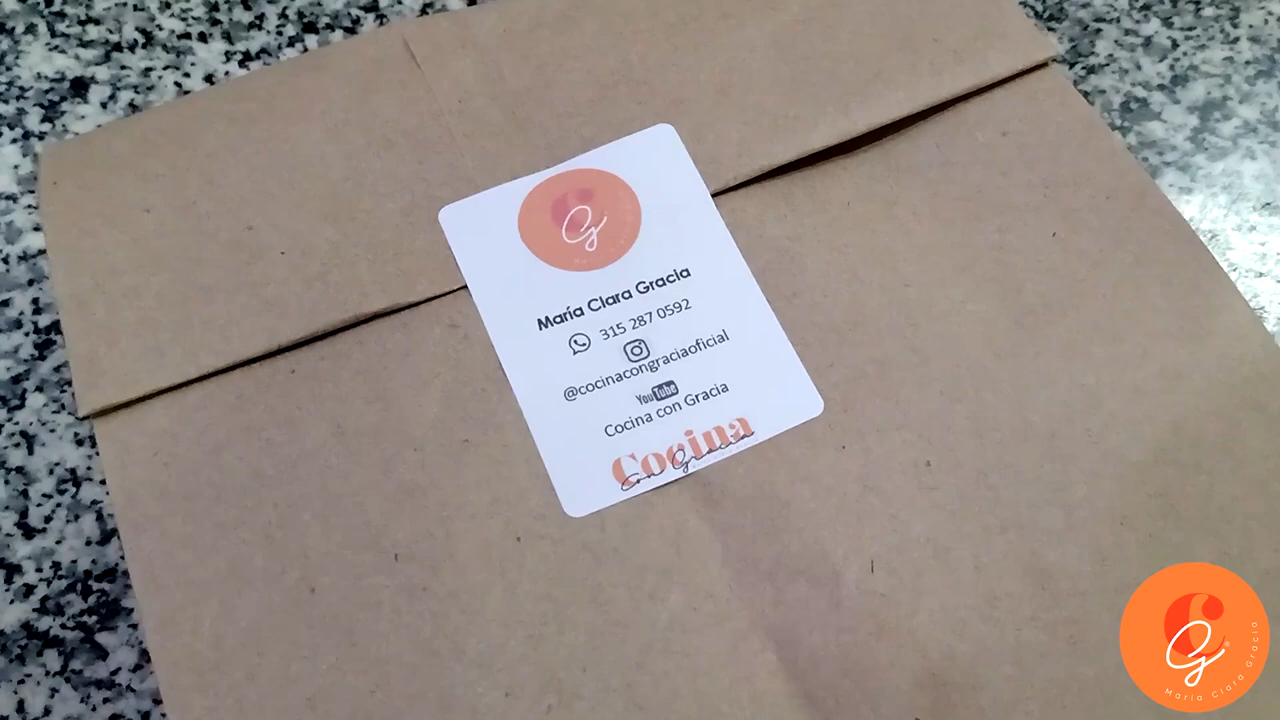 María Clara Gracia
315 287 0592
@cocinacongraciaoficial
YouTube
Cocina con Gracia
Cocina
con Gracia
María Clara Gracia